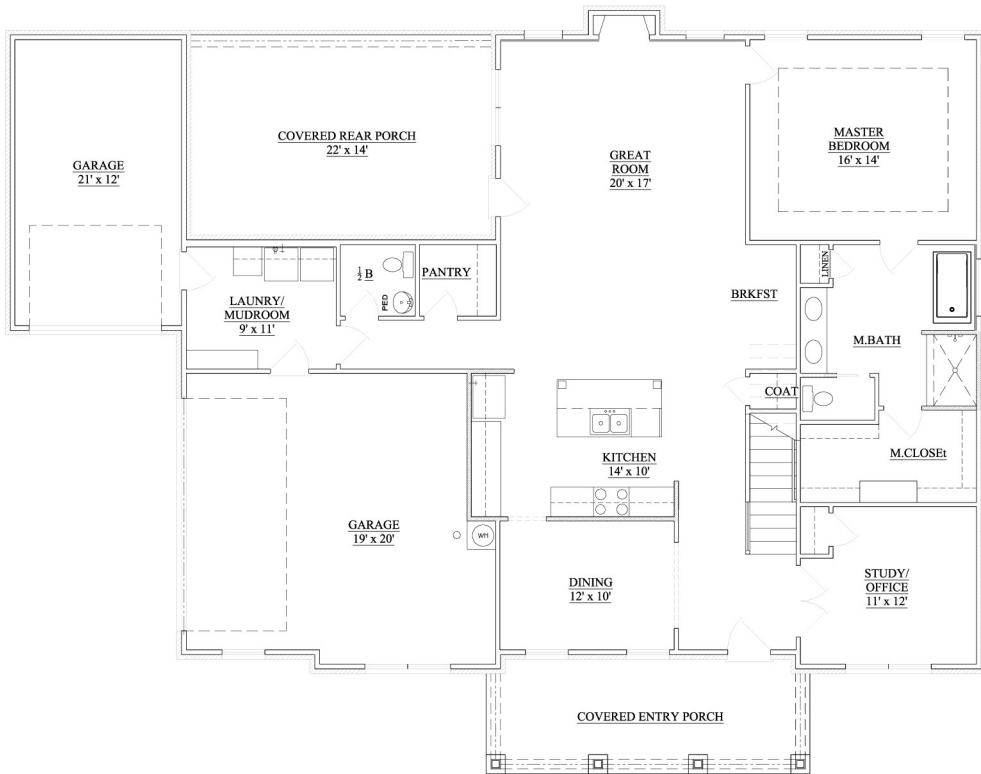 COVERED REAR PORCH
22' x 14'
GARAGE
21' x 12'
GREAT
ROOM
20' x 17'
MASTER
BEDROOM
16' x 14'
½ B
PED
PANTRY
LINEN
LAUNRY/
MUDROOM
9' x 11'
BRKFST
M.BATH
COAT
KITCHEN
14' x 10'
M.CLOSEt
GARAGE
19' x 20'
WH
DINING
12' x 10'
STUDY/
OFFICE
11' x 12'
COVERED ENTRY PORCH